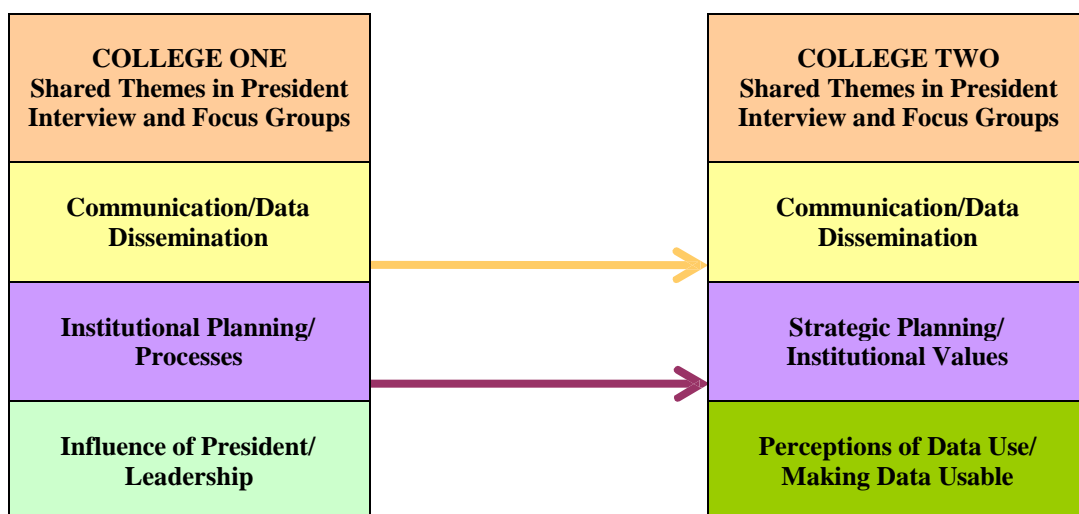 COLLEGE ONE
Shared Themes in President
Interview and Focus Groups
Communication/Data
Dissemination
Institutional Planning/
Processes
Influence of President/
Leadership
COLLEGE TWO
Shared Themes in President
Interview and Focus Groups
Communication/Data
Dissemination
Strategic Planning/
Institutional Values
Perceptions of Data Use/
Making Data Usable